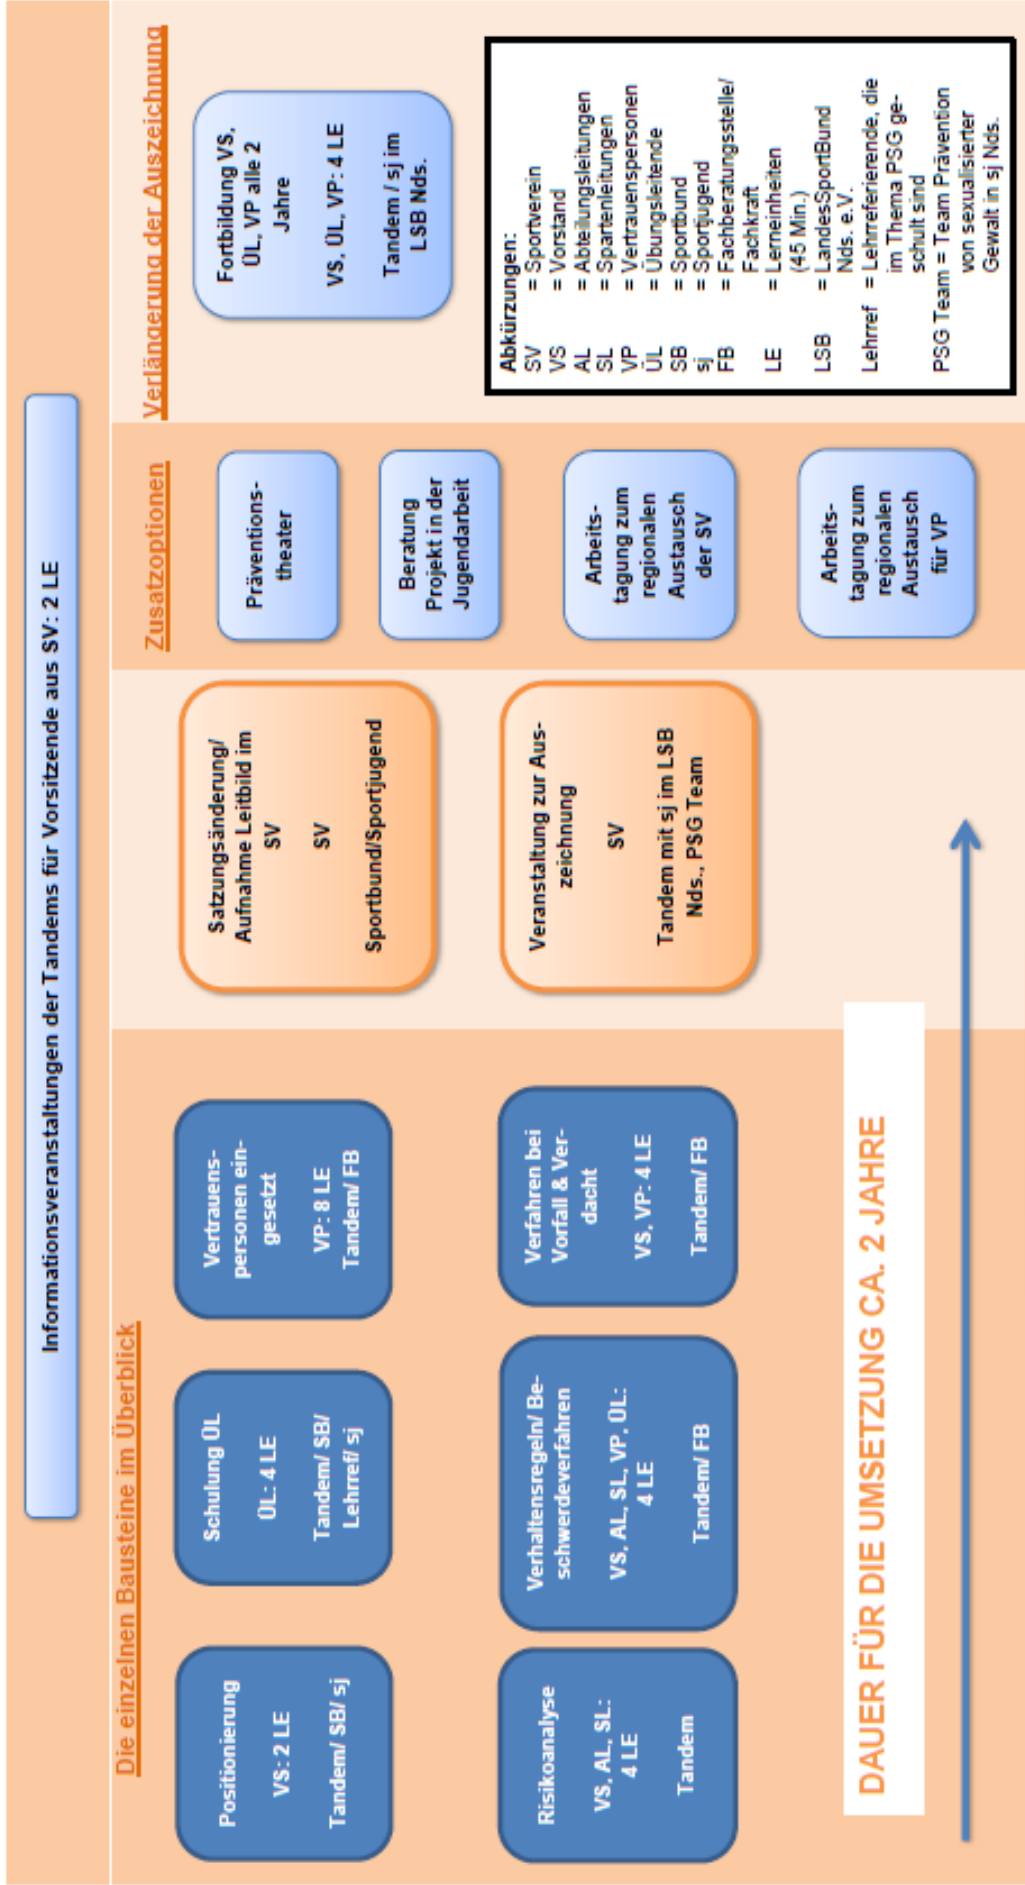 Informationsveranstaltungen der Tandems für Vorsitzende aus SV: 2 LE
Die einzelnen Bausteine im Überblick
Positionierung
VS: 2 LE
Tandem/ SB/ sj
Schulung ÜL
ÜL: 4 LE
Tandem/ SB/
Lehrref/ sj
Vertrauens-
personen ein-
gesetzt
VP: 8 LE
Tandem/ FB
Risikoanalyse
VS, AL, SL:
4 LE
Tandem
Verhaltensregeln/ Be-
schwerdeverfahren
VS, AL, SL, VP, ÜL:
4 LE
Tandem/ FB
Verfahren bei
Vorfall & Ver-
dacht
VS, VP: 4 LE
Tandem/ FB
DAUER FÜR DIE UMSETZUNG CA. 2 JAHRE
Satzungsänderung/
Aufnahme Leitbild im
SV
SV
Sportbund/Sportjugend
Veranstaltung zur Aus-
zeichnung
SV
Tandem mit sj im LSB
Nds., PSG Team
Zusatzoptionen
Präventions-
theater
Beratung
Projekt in der
Jugendarbeit
Arbeits-
tagung zum
regionalen
Austausch
der SV
Arbeits-
tagung zum
regionalen
Austausch
für VP
Verlängerung der Auszeichnung
Fortbildung VS,
ÜL, VP alle 2
Jahre
VS, ÜL, VP: 4 LE
Tandem / sj im
LSB Nds.
Abkürzungen:
SV = Sportverein
VS = Vorstand
AL = Abteilungsleitungen
SL = Spartenleitungen
VP = Vertrauenspersonen
ÜL = Übungsleitende
SB = Sportbund
sj = Sportjugend
FB = Fachberatungsstelle/
Fachkraft
LE = Lerneinheiten
(45 Min.)
LSB = LandesSportBund
Nds. e.V.
Lehrref = Lehrreferierende, die
im Thema PSG ge-
schult sind
PSG Team = Team Prävention
von sexualisierter
Gewalt in sj Nds.